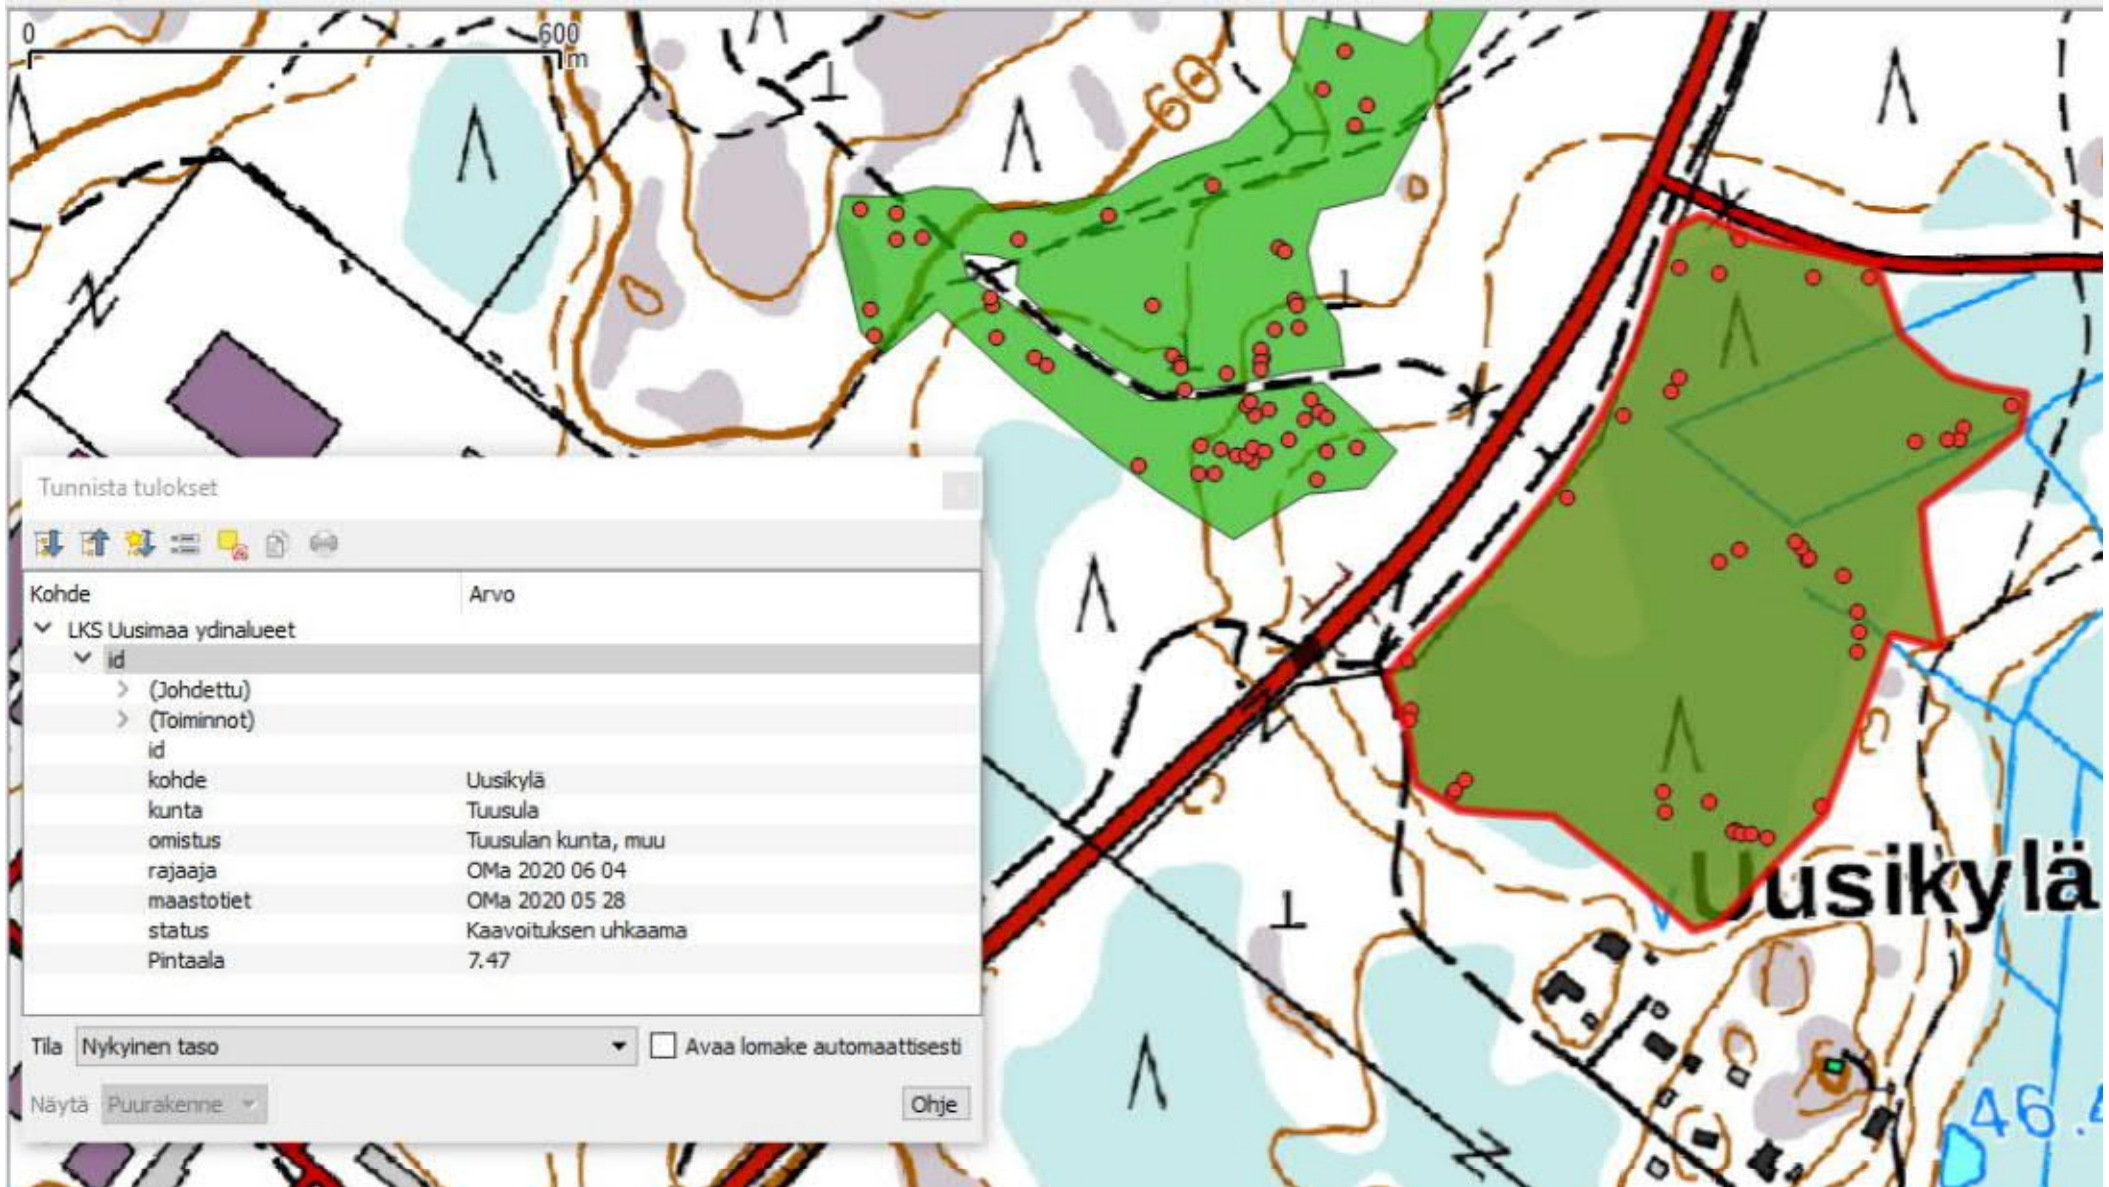 0 600
m
60
Tunnista tulokset
Kohde Arvo
LKS Uusimaa ydinalueet
id
(Johdettu)
(Toiminnot)
id
kohde Uusikylä
kunta Tuusula
omistus Tuusulan kunta, muu
rajaaja OMa 2020 06 04
maastotiet OMa 2020 05 28
status Kaavoituksen uhkaama
Pintaala 7.47
Tila Nykyinen taso Avaa lomake automaattisesti
Näytä Puurakenne Ohje
Uusikylä
46.4